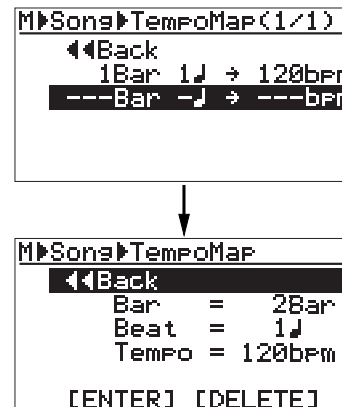 M▶Song▶TempoMap(1/1)
◀◀Back
1Bar 1♩ → 120bpm
---Bar -♩ → ---bpm
M▶Song▶TempoMap
◀◀Back
Bar = 2Bar
Beat = 1♩
Tempo = 120bpm
[ENTER] [DELETE]